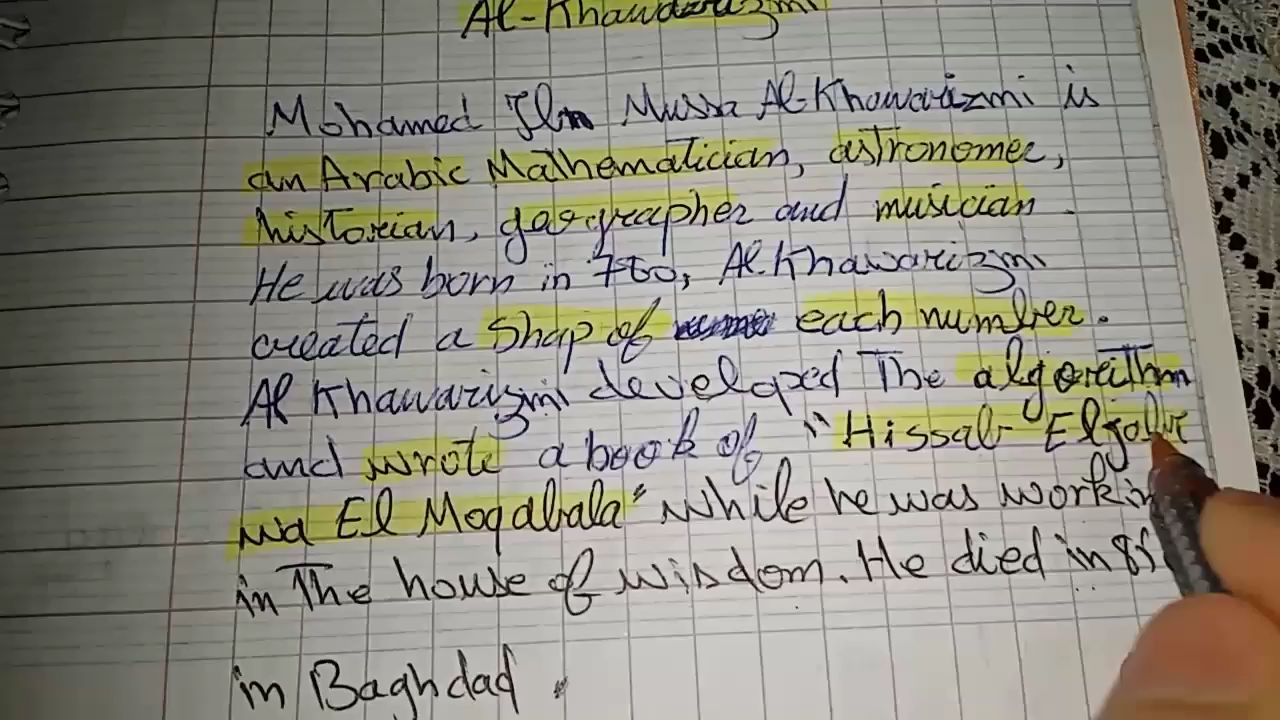 Al-Khawarizmi
Mohamed Ibn Mussa Al-Khawarizmi is
an Arabic Mathematician, astronomer,
historian, geographer and musician.
He was born in 780, Al Khawarizmi
created a shap of each number.
Al Khawarizmi developed The algorithm
and wrote a book of "Hissab Eljabr
wa El Moqabala" while he was
in The house of wisdom. He died in
in Baghdad.